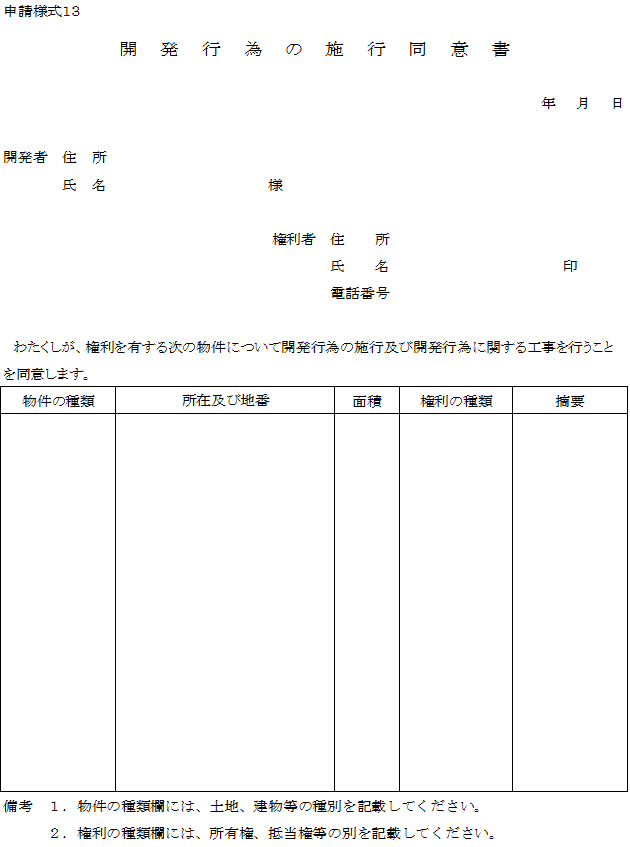 申請様式13
開発行為の施行同意書
年 月 日
開発者 住 所
氏 名 様
権利者 住 所
氏 名 印
電話番号
わたくしが、権利を有する次の物件について開発行為の施行及び開発行為に関する工事を行うこと
を同意します。
物件の種類 所在及び地番 面積 権利の種類 摘要
備考 1．物件の種類欄には、土地、建物等の種別を記載してください。
2．権利の種類欄には、所有権、抵当権等の別を記載してください。